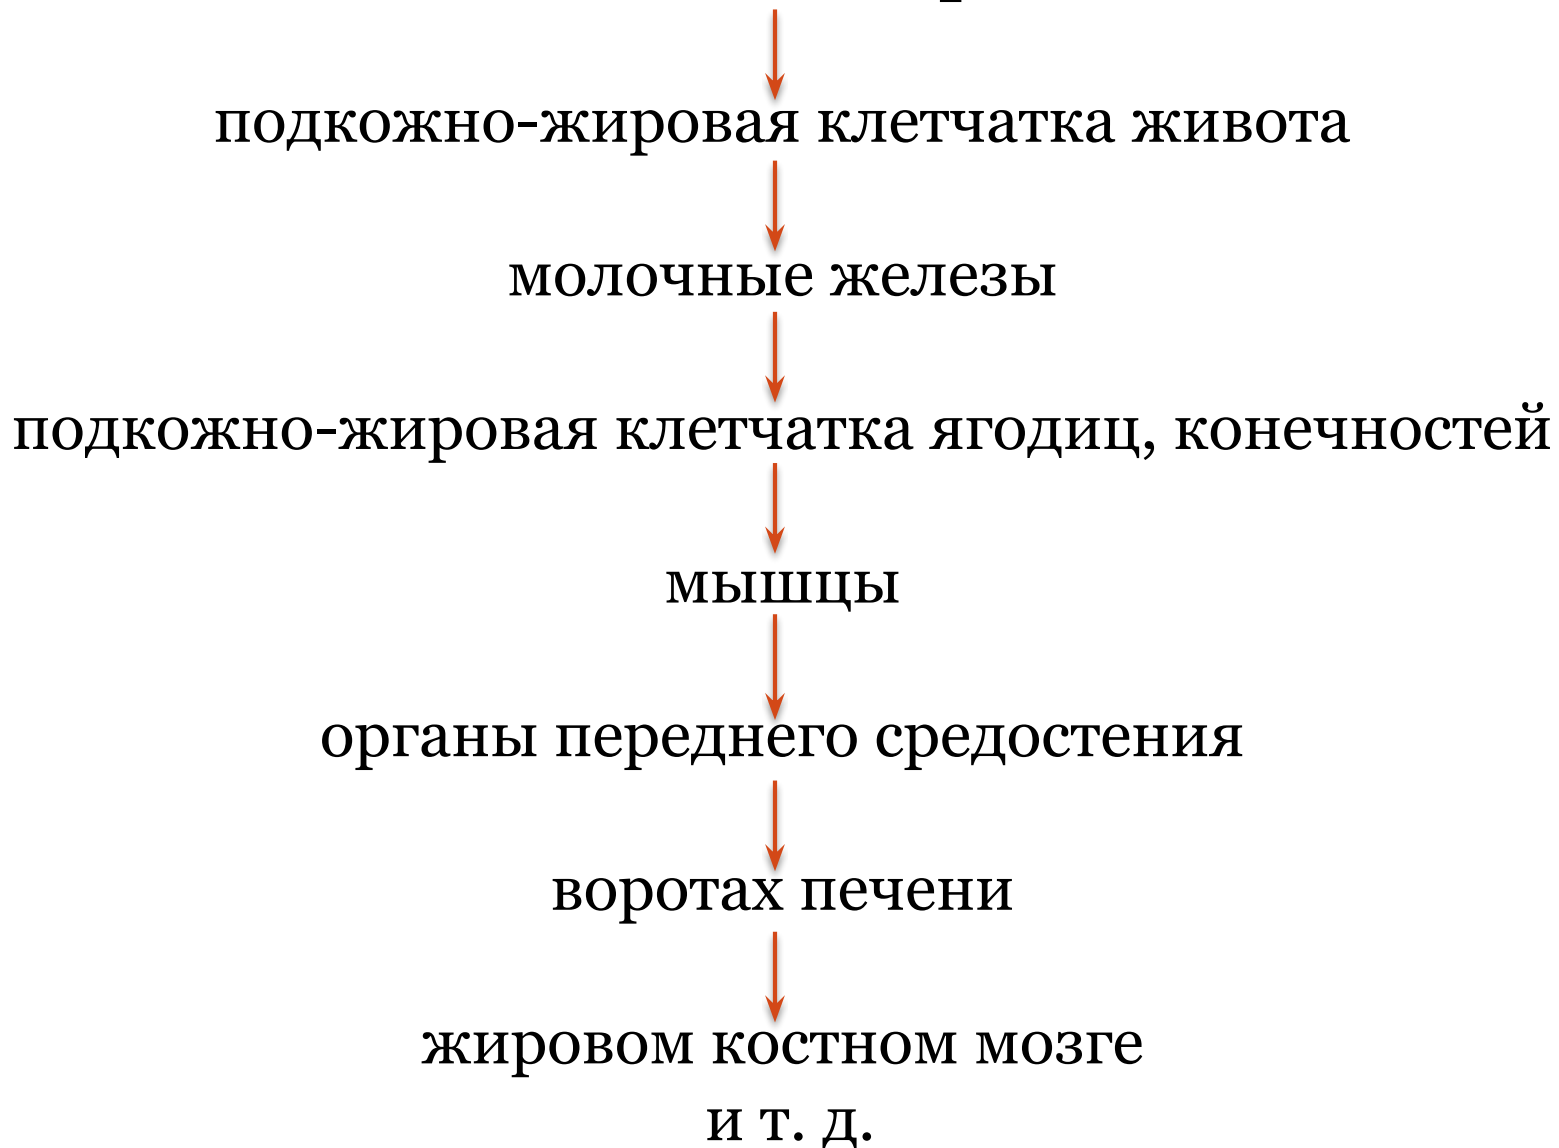 подкожно-жировая клетчатка живота
молочные железы
подкожно-жировая клетчатка ягодиц, конечностей
мышцы
органы переднего средостения
воротах печени
жировом костном мозге
и т. д.